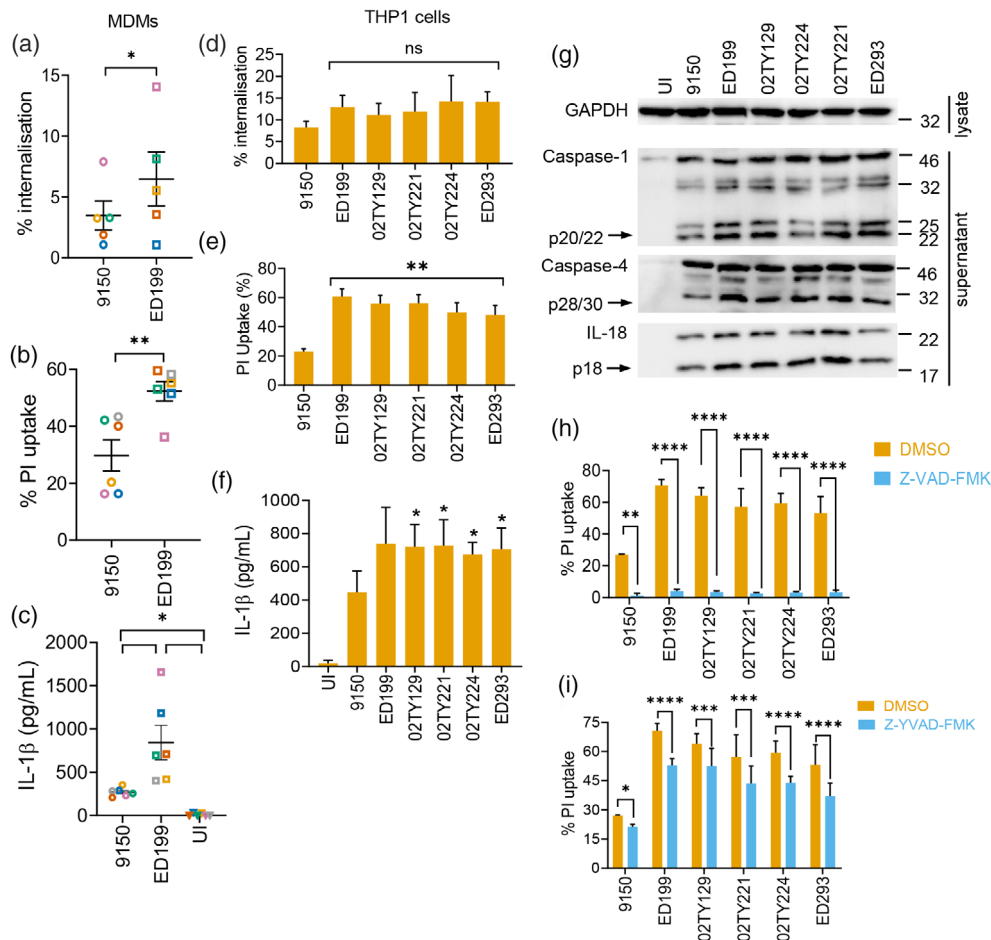 MDMs
(a)
*
% internalisation
15
10
5
0
9150
ED199
(b)
**
% PI uptake
60
40
20
0
9150
ED199
(c)
*
IL-1β (pg/mL)
2000
1500
1000
500
0
9150
ED199
UI
THP1 cells
(d)
ns
% internalisation
25
20
15
10
5
0
9150
ED199
02TY129
02TY221
02TY224
ED293
(e)
**
PI Uptake (%)
80
60
40
20
0
9150
ED199
02TY129
02TY221
02TY224
ED293
(f)
* * * *
IL-1β (pg/mL)
1000
800
600
400
200
0
UI
9150
ED199
02TY129
02TY221
02TY224
ED293
(g)
UI
9150
ED199
02TY129
02TY224
02TY221
ED293
GAPDH
32
lysate
Caspase-1
46
32
25
p20/22
22
Caspase-4
46
p28/30
32
IL-18
22
p18
17
supernatant
(h)
DMSO
Z-VAD-FMK
** **** **** **** **** ****
% PI uptake
80
60
40
20
0
9150
ED199
02TY129
02TY221
02TY224
ED293
(i)
DMSO
Z-YVAD-FMK
* **** *** *** **** ****
% PI uptake
75
60
45
30
15
0
9150
ED199
02TY129
02TY221
02TY224
ED293